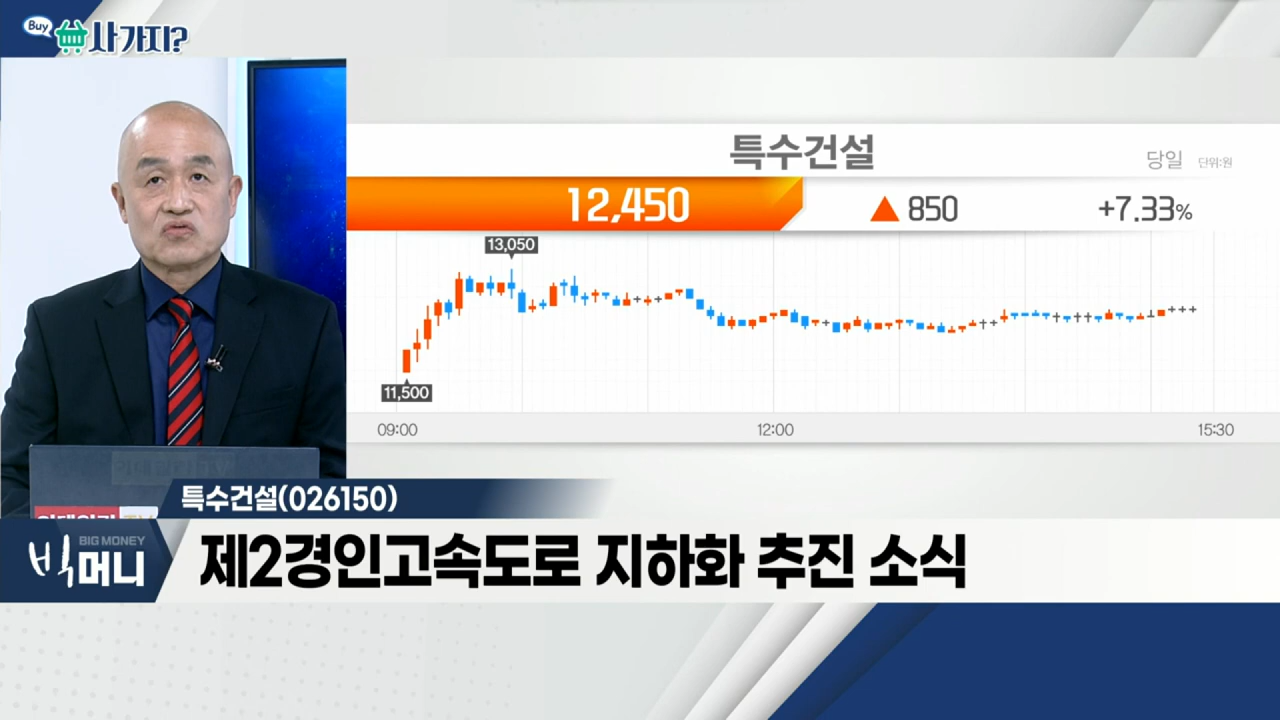 Buy
사가지?
특수건설
당일 단위:원
12,450 ▲ 850 +7.33%
13,050
11,500
09:00 12:00 15:30
특수건설(026150)
BIG MONEY
빅머니
제2경인고속도로 지하화 추진 소식